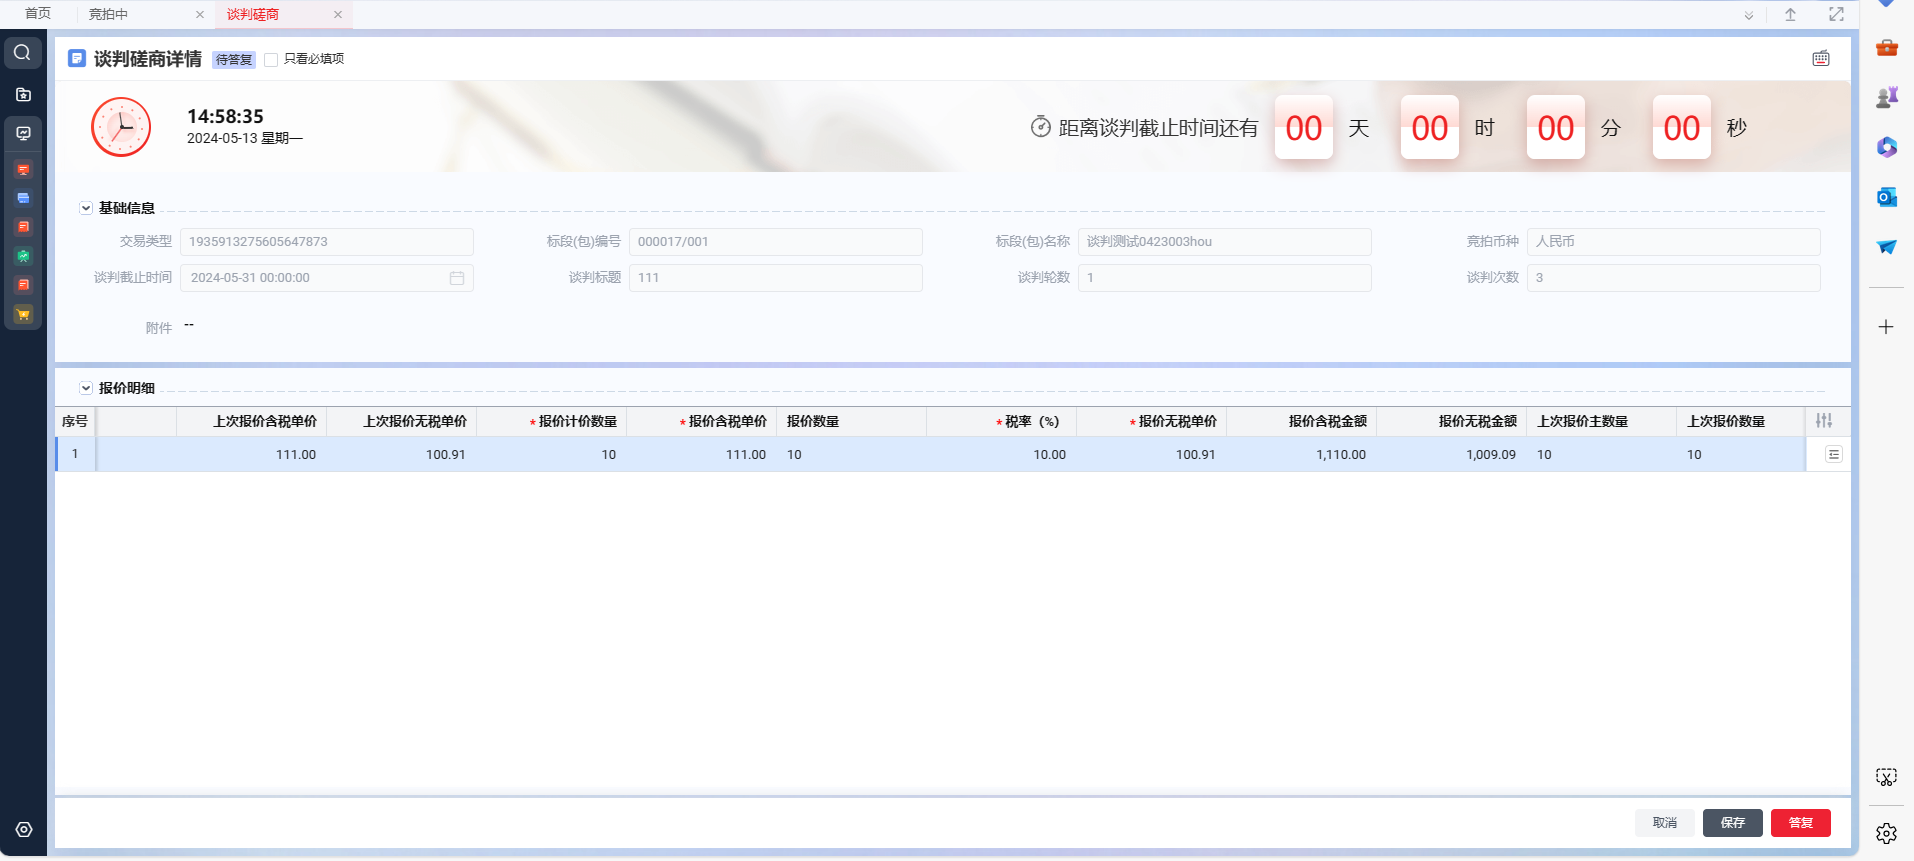 首页 竞拍中 谈判磋商
谈判磋商详情 待答复 只看必填项
14:58:35
2024-05-13 星期一
距离谈判截止时间还有 00 天 00 时 00 分 00 秒
基础信息
交易类型 1935913275605647873 标段(包)编号 000017/001 标段(包)名称 谈判测试0423003hou 竞拍币种 人民币
谈判截止时间 2024-05-31 00:00:00 谈判标题 111 谈判轮数 1 谈判次数 3
附件 --
报价明细
序号 上次报价含税单价 上次报价无税单价 * 报价计价数量 * 报价含税单价 报价数量 * 税率（%） * 报价无税单价 报价含税金额 报价无税金额 上次报价主数量 上次报价数量
1 111.00 100.91 10 111.00 10 10.00 100.91 1,110.00 1,009.09 10 10
取消 保存 答复